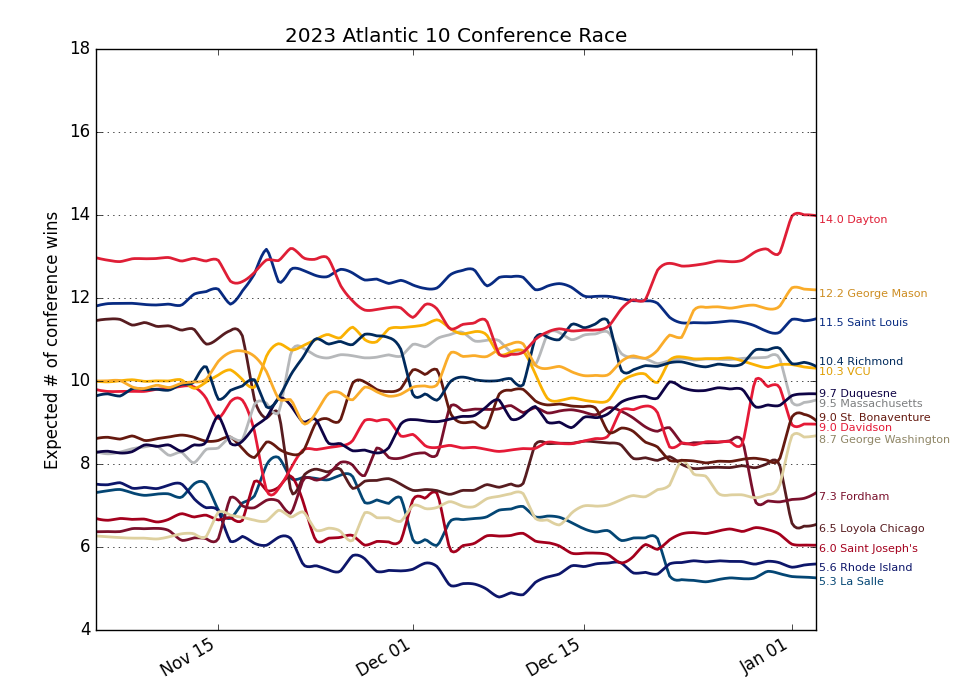 2023 Atlantic 10 Conference Race
Expected # of conference wins
18
16
14
12
10
8
6
4
14.0 Dayton
12.2 George Mason
11.5 Saint Louis
10.4 Richmond
10.3 VCU
9.7 Duquesne
9.5 Massachusetts
9.0 St. Bonaventure
9.0 Davidson
8.7 George Washington
7.3 Fordham
6.5 Loyola Chicago
6.0 Saint Joseph's
5.6 Rhode Island
5.3 La Salle
Nov 15
Dec 01
Dec 15
Jan 01